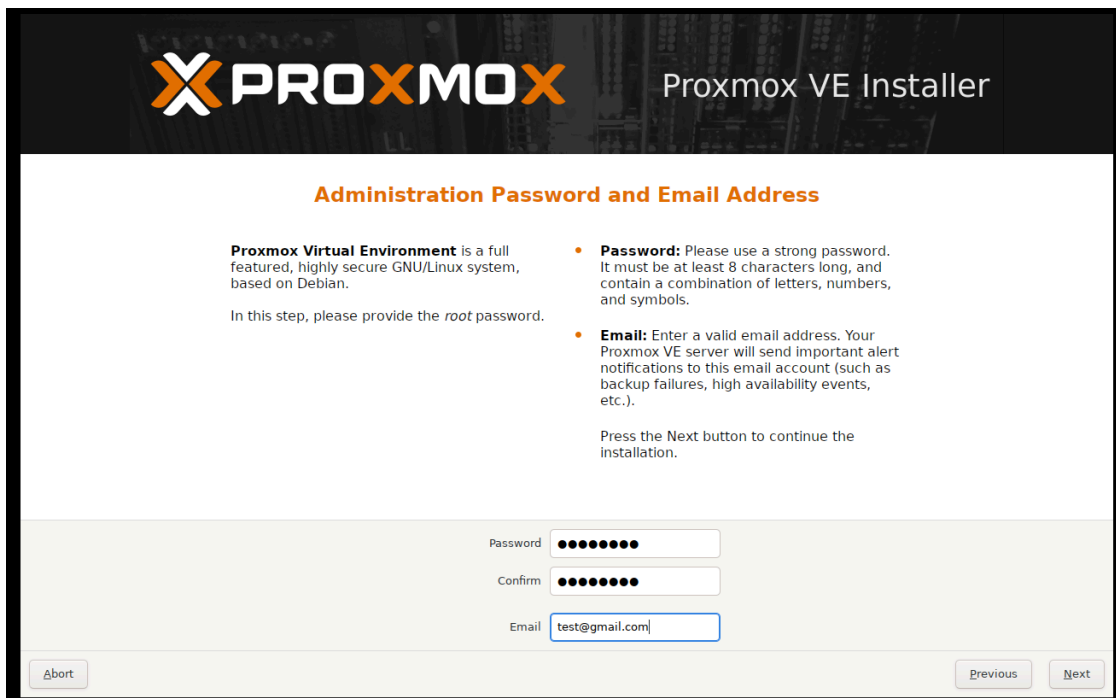 PROXMOX
Proxmox VE Installer
Administration Password and Email Address
Proxmox Virtual Environment is a full
featured, highly secure GNU/Linux system,
based on Debian.
In this step, please provide the root password.
• Password: Please use a strong password.
It must be at least 8 characters long, and
contain a combination of letters, numbers,
and symbols.
• Email: Enter a valid email address. Your
Proxmox VE server will send important alert
notifications to this email account (such as
backup failures, high availability events,
etc.).
Press the Next button to continue the
installation.
Password ●●●●●●●●
Confirm ●●●●●●●●
Email test@gmail.com
Abort
Previous
Next